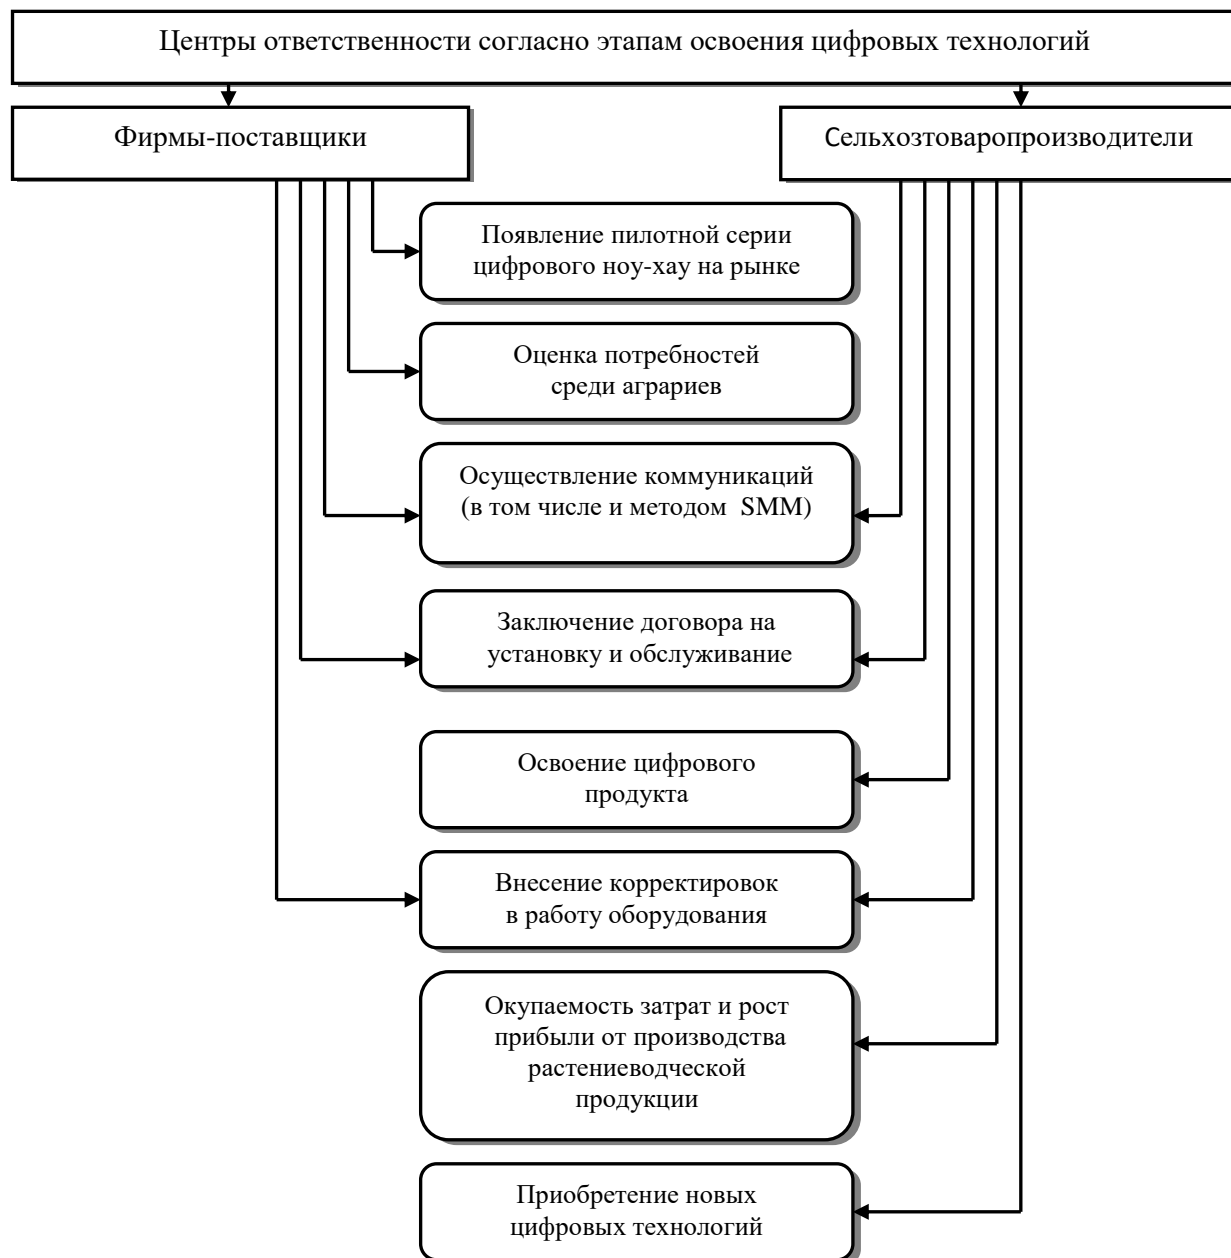 Центры ответственности согласно этапам освоения цифровых технологий
Фирмы-поставщики
Сельхозтоваропроизводители
Появление пилотной серии
цифрового ноу-хау на рынке
Оценка потребностей
среди аграриев
Осуществление коммуникаций
(в том числе и методом SMM)
Заключение договора на
установку и обслуживание
Освоение цифрового
продукта
Внесение корректировок
в работу оборудования
Окупаемость затрат и рост
прибыли от производства
растениеводческой
продукции
Приобретение новых
цифровых технологий